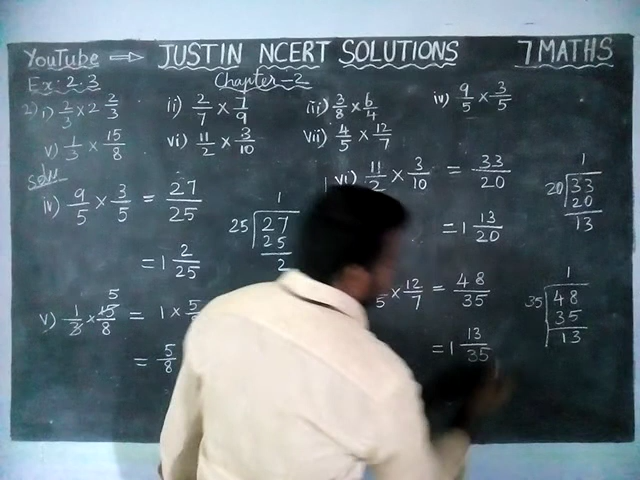 YouTube ⇒ JUSTIN NCERT SOLUTIONS 7 MATHS
Ex: 2.3 Chapter-2
2) i) 2/3 × 2 2/3 ii) 2/7 × 7/9 iii) 3/8 × 6/4 iv) 9/5 × 3/5
v) 1/3 × 15/8 vi) 11/2 × 3/10 vii) 4/5 × 12/7
Soln
iv) 9/5 × 3/5 = 27/25
= 1 2/25
1
25 27
25
2
v) 1/3 × 15/8 5 = 1 × 5/
= 5/8
vi) 11/2 × 3/10 = 33/20
= 1 13/20
1
20 33
20
13
5 × 12/7 = 48/35
= 1 13/35
1
35 48
35
13